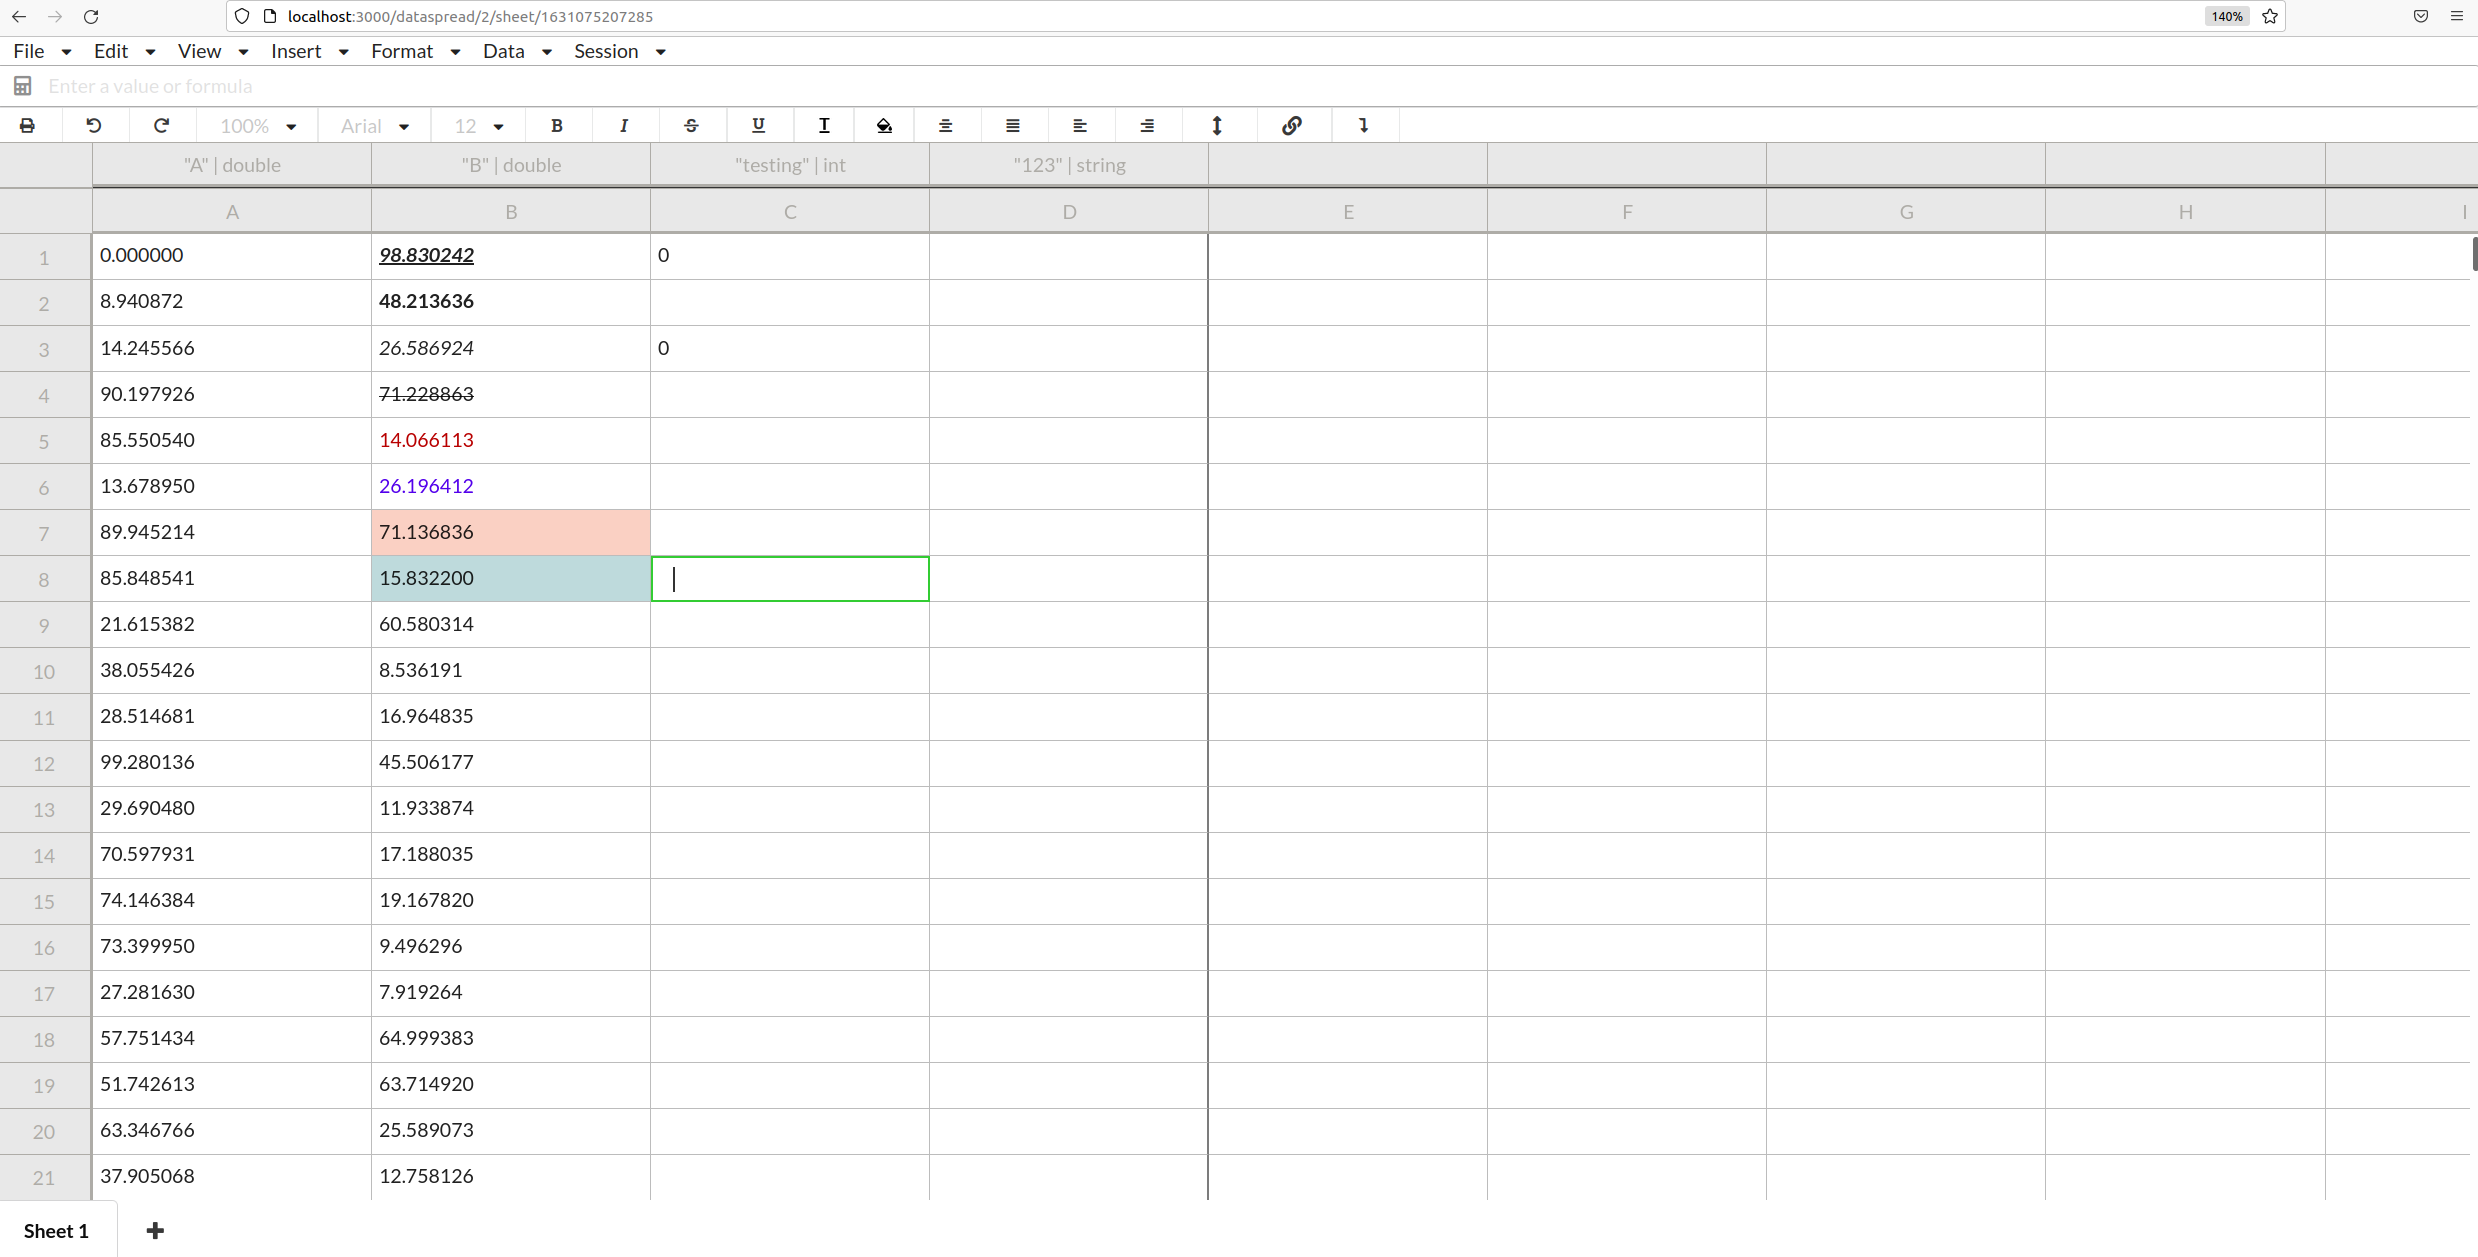 localhost:3000/dataspread/2/sheet/1631075207285 140%
File Edit View Insert Format Data Session
Enter a value or formula
100% Arial 12 B I S U T
"A" | double "B" | double "testing" | int "123" | string
A B C D E F G H I
1 0.000000 98.830242 0
2 8.940872 48.213636
3 14.245566 26.586924 0
4 90.197926 71.228863
5 85.550540 14.066113
6 13.678950 26.196412
7 89.945214 71.136836
8 85.848541 15.832200
9 21.615382 60.580314
10 38.055426 8.536191
11 28.514681 16.964835
12 99.280136 45.506177
13 29.690480 11.933874
14 70.597931 17.188035
15 74.146384 19.167820
16 73.399950 9.496296
17 27.281630 7.919264
18 57.751434 64.999383
19 51.742613 63.714920
20 63.346766 25.589073
21 37.905068 12.758126
Sheet 1